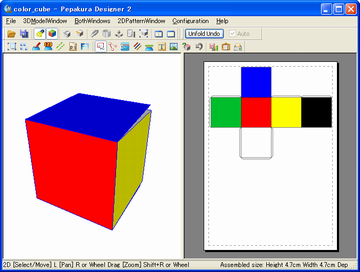 color_cube - Pepakura Designer 2
File 3DModelWindow BothWindows 2DPatternWindow Configuration Help
Unfold Undo Auto
2D [Select/Move] L [Pan] R or Wheel Drag [Zoom] Shift+R or Wheel Assembled size: Height 4.7cm Width 4.7cm Dep